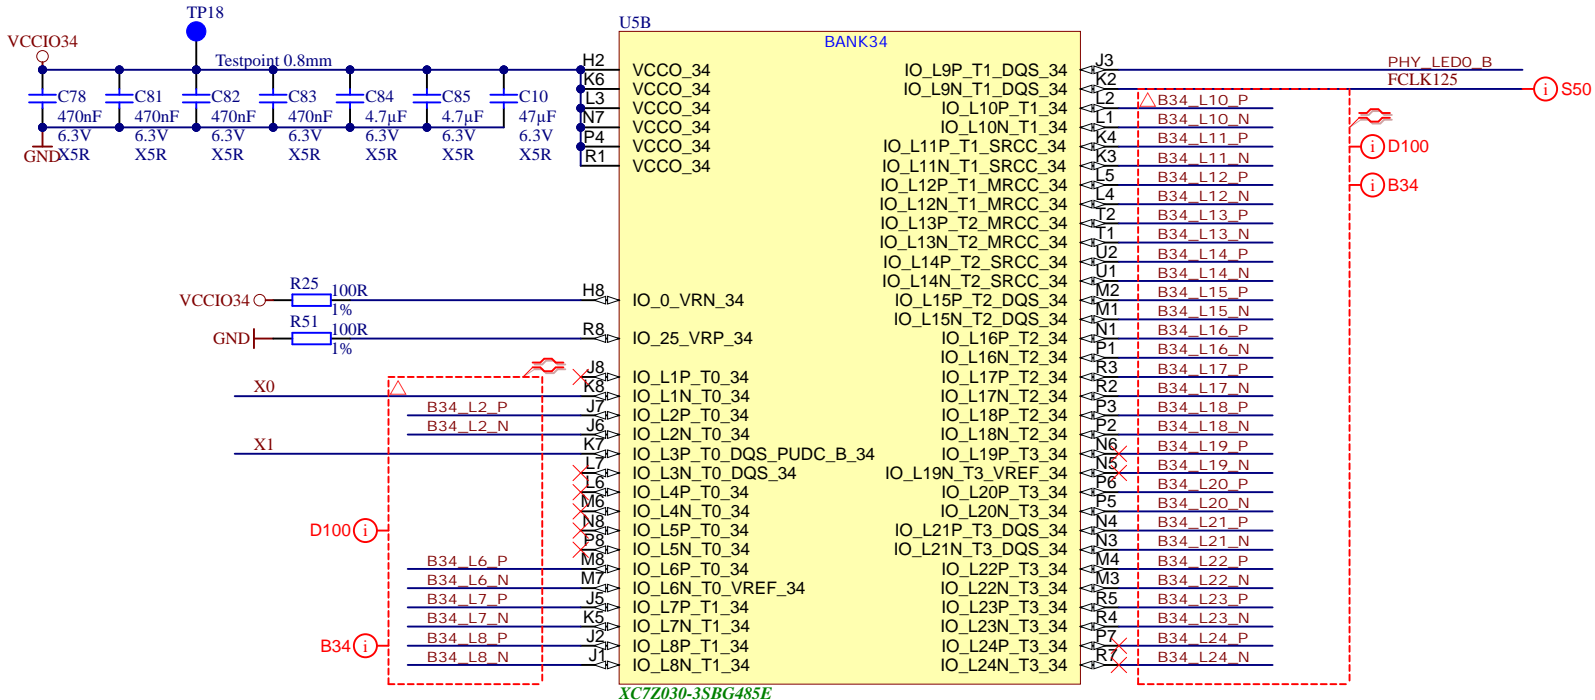 TP18
VCCIO34
Testpoint 0.8mm
C78
470nF
6.3V
X5R
C81
470nF
6.3V
X5R
C82
470nF
6.3V
X5R
C83
470nF
6.3V
X5R
C84
4.7µF
6.3V
X5R
C85
4.7µF
6.3V
X5R
C10
47µF
6.3V
X5R
GND
U5B
BANK34
H2 VCCO_34
K6 VCCO_34
L3 VCCO_34
N7 VCCO_34
P4 VCCO_34
R1 VCCO_34
VCCIO34 R25 100R 1% H8 IO_0_VRN_34
GND R51 100R 1% R8 IO_25_VRP_34
J8 IO_L1P_T0_34
X0 K8 IO_L1N_T0_34
B34_L2_P J7 IO_L2P_T0_34
B34_L2_N J6 IO_L2N_T0_34
X1 K7 IO_L3P_T0_DQS_PUDC_B_34
L7 IO_L3N_T0_DQS_34
L6 IO_L4P_T0_34
M6 IO_L4N_T0_34
D100 i N8 IO_L5P_T0_34
P8 IO_L5N_T0_34
B34_L6_P M8 IO_L6P_T0_34
B34_L6_N M7 IO_L6N_T0_VREF_34
B34_L7_P J5 IO_L7P_T1_34
B34_L7_N K5 IO_L7N_T1_34
B34 i B34_L8_P J2 IO_L8P_T1_34
B34_L8_N J1 IO_L8N_T1_34
IO_L9P_T1_DQS_34 J3 PHY_LED0_B
IO_L9N_T1_DQS_34 K2 FCLK125 i S50
IO_L10P_T1_34 L2 B34_L10_P
IO_L10N_T1_34 L1 B34_L10_N
IO_L11P_T1_SRCC_34 K4 B34_L11_P i D100
IO_L11N_T1_SRCC_34 K3 B34_L11_N
IO_L12P_T1_MRCC_34 L5 B34_L12_P i B34
IO_L12N_T1_MRCC_34 L4 B34_L12_N
IO_L13P_T2_MRCC_34 T2 B34_L13_P
IO_L13N_T2_MRCC_34 T1 B34_L13_N
IO_L14P_T2_SRCC_34 U2 B34_L14_P
IO_L14N_T2_SRCC_34 U1 B34_L14_N
IO_L15P_T2_DQS_34 M2 B34_L15_P
IO_L15N_T2_DQS_34 M1 B34_L15_N
IO_L16P_T2_34 N1 B34_L16_P
IO_L16N_T2_34 P1 B34_L16_N
IO_L17P_T2_34 R3 B34_L17_P
IO_L17N_T2_34 R2 B34_L17_N
IO_L18P_T2_34 P3 B34_L18_P
IO_L18N_T2_34 P2 B34_L18_N
IO_L19P_T3_34 N6 B34_L19_P
IO_L19N_T3_VREF_34 N5 B34_L19_N
IO_L20P_T3_34 P6 B34_L20_P
IO_L20N_T3_34 P5 B34_L20_N
IO_L21P_T3_DQS_34 N4 B34_L21_P
IO_L21N_T3_DQS_34 N3 B34_L21_N
IO_L22P_T3_34 M4 B34_L22_P
IO_L22N_T3_34 M3 B34_L22_N
IO_L23P_T3_34 R5 B34_L23_P
IO_L23N_T3_34 R4 B34_L23_N
IO_L24P_T3_34 P7 B34_L24_P
IO_L24N_T3_34 R7 B34_L24_N
XC7Z030-3SBG485E